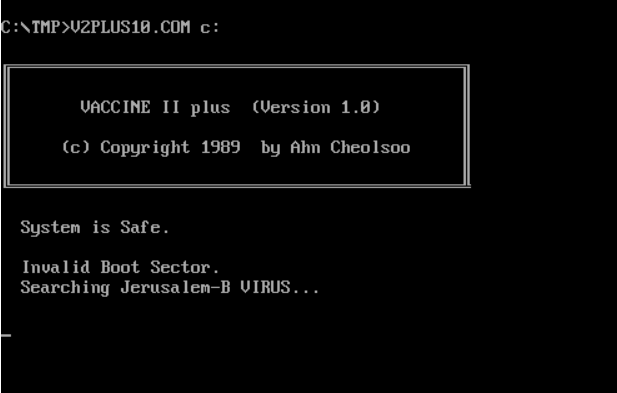 C:\TMP>V2PLUS10.COM c:
VACCINE II plus (Version 1.0)
(c) Copyright 1989 by Ahn Cheolsoo
System is Safe.
Invalid Boot Sector.
Searching Jerusalem-B VIRUS...